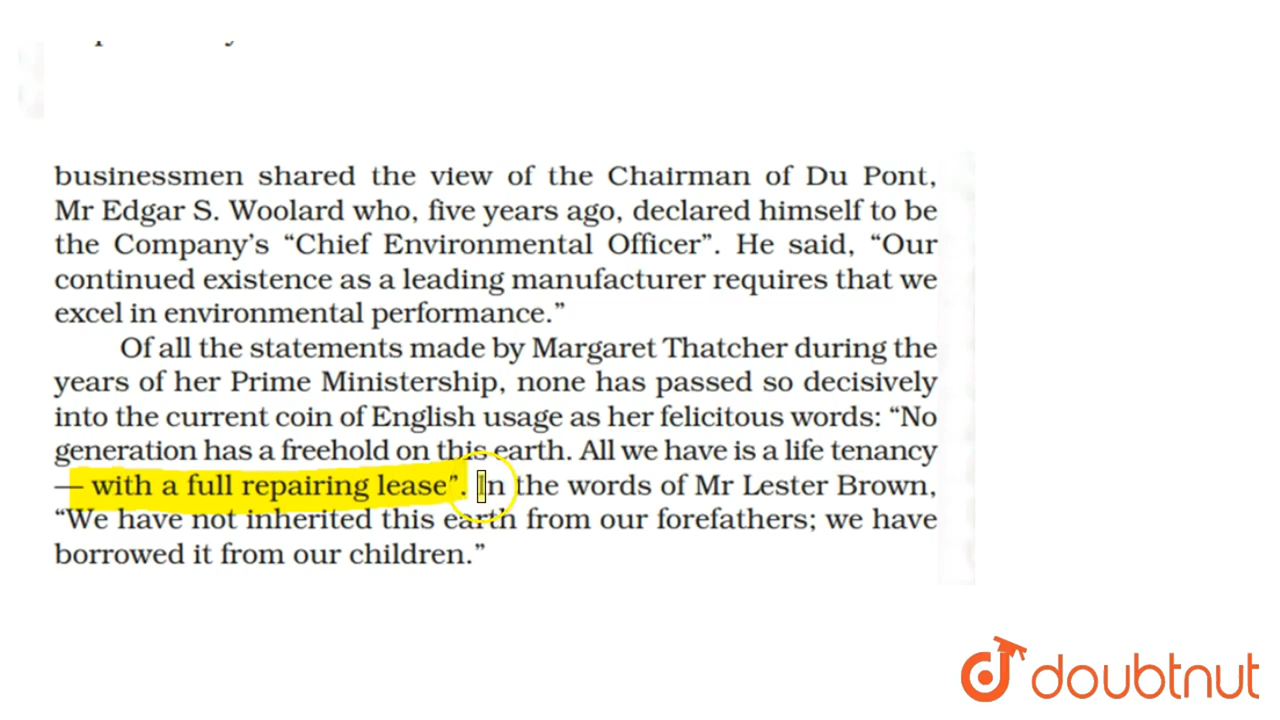 businessmen shared the view of the Chairman of Du Pont,
Mr Edgar S. Woolard who, five years ago, declared himself to be
the Company’s “Chief Environmental Officer”. He said, “Our
continued existence as a leading manufacturer requires that we
excel in environmental performance.”
Of all the statements made by Margaret Thatcher during the
years of her Prime Ministership, none has passed so decisively
into the current coin of English usage as her felicitous words: “No
generation has a freehold on this earth. All we have is a life tenancy
— with a full repairing lease”. In the words of Mr Lester Brown,
“We have not inherited this earth from our forefathers; we have
borrowed it from our children.”
doubtnut